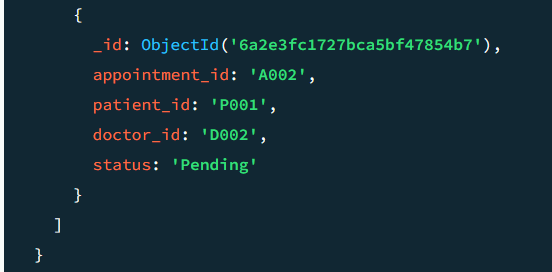 {
_id: ObjectId('6a2e3fc1727bca5bf47854b7'),
appointment_id: 'A002',
patient_id: 'P001',
doctor_id: 'D002',
status: 'Pending'
}
]
}